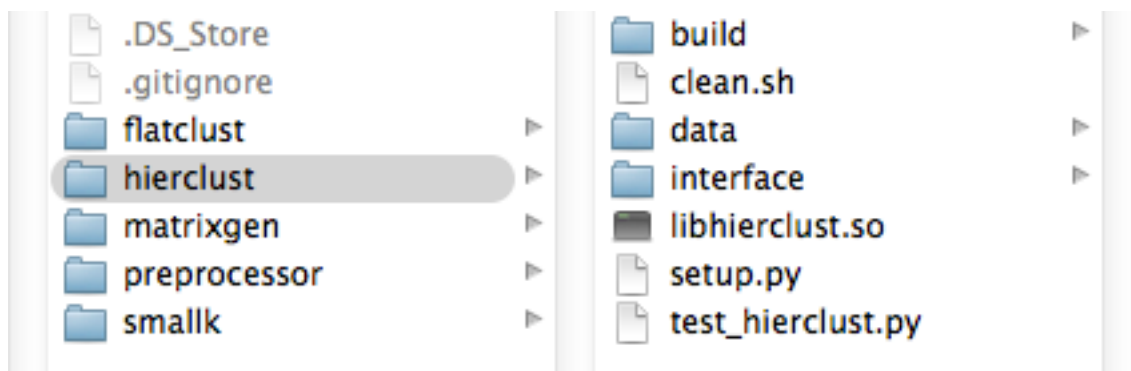 .DS_Store
.gitignore
flatclust
hierclust
matrixgen
preprocessor
smallk
build
clean.sh
data
interface
libhierclust.so
setup.py
test_hierclust.py